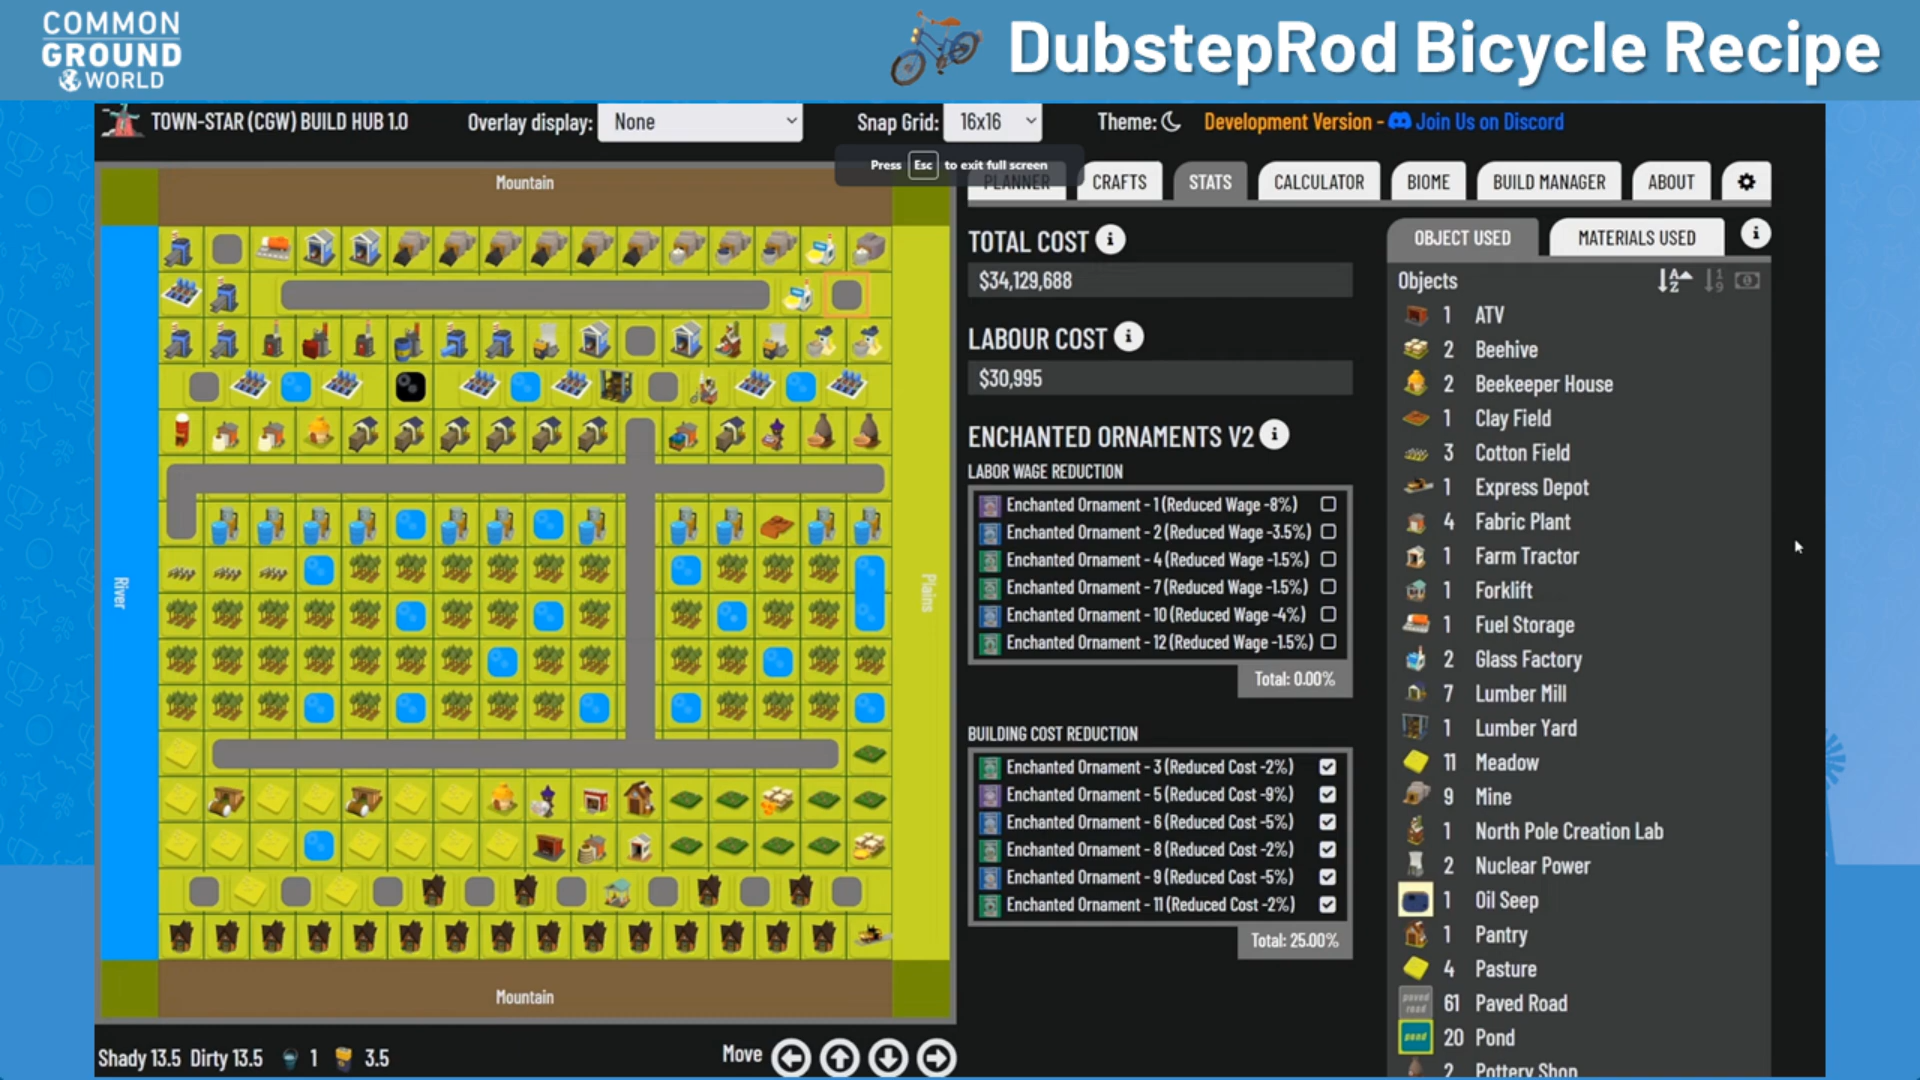 COMMON
GROUND
WORLD
DubstepRod Bicycle Recipe
TOWN-STAR (CGW) BUILD HUB 1.0
Overlay display: None
Snap Grid: 16x16
Theme:
Development Version - Join Us on Discord
Press Esc to exit full screen
PLANNER
CRAFTS
STATS
CALCULATOR
BIOME
BUILD MANAGER
ABOUT
Mountain
River
Plains
Mountain
Shady 13.5 Dirty 13.5 1 3.5
Move
TOTAL COST
$34,129,688
LABOUR COST
$30,995
ENCHANTED ORNAMENTS V2
LABOR WAGE REDUCTION
Enchanted Ornament - 1 (Reduced Wage -8%)
Enchanted Ornament - 2 (Reduced Wage -3.5%)
Enchanted Ornament - 4 (Reduced Wage -1.5%)
Enchanted Ornament - 7 (Reduced Wage -1.5%)
Enchanted Ornament - 10 (Reduced Wage -4%)
Enchanted Ornament - 12 (Reduced Wage -1.5%)
Total: 0.00%
BUILDING COST REDUCTION
Enchanted Ornament - 3 (Reduced Cost -2%)
Enchanted Ornament - 5 (Reduced Cost -9%)
Enchanted Ornament - 6 (Reduced Cost -5%)
Enchanted Ornament - 8 (Reduced Cost -2%)
Enchanted Ornament - 9 (Reduced Cost -5%)
Enchanted Ornament - 11 (Reduced Cost -2%)
Total: 25.00%
OBJECT USED
MATERIALS USED
Objects
1 ATV
2 Beehive
2 Beekeeper House
1 Clay Field
3 Cotton Field
1 Express Depot
4 Fabric Plant
1 Farm Tractor
1 Forklift
1 Fuel Storage
2 Glass Factory
7 Lumber Mill
1 Lumber Yard
11 Meadow
9 Mine
1 North Pole Creation Lab
2 Nuclear Power
1 Oil Seep
1 Pantry
4 Pasture
paved road 61 Paved Road
pond 20 Pond
2 Pottery Shop